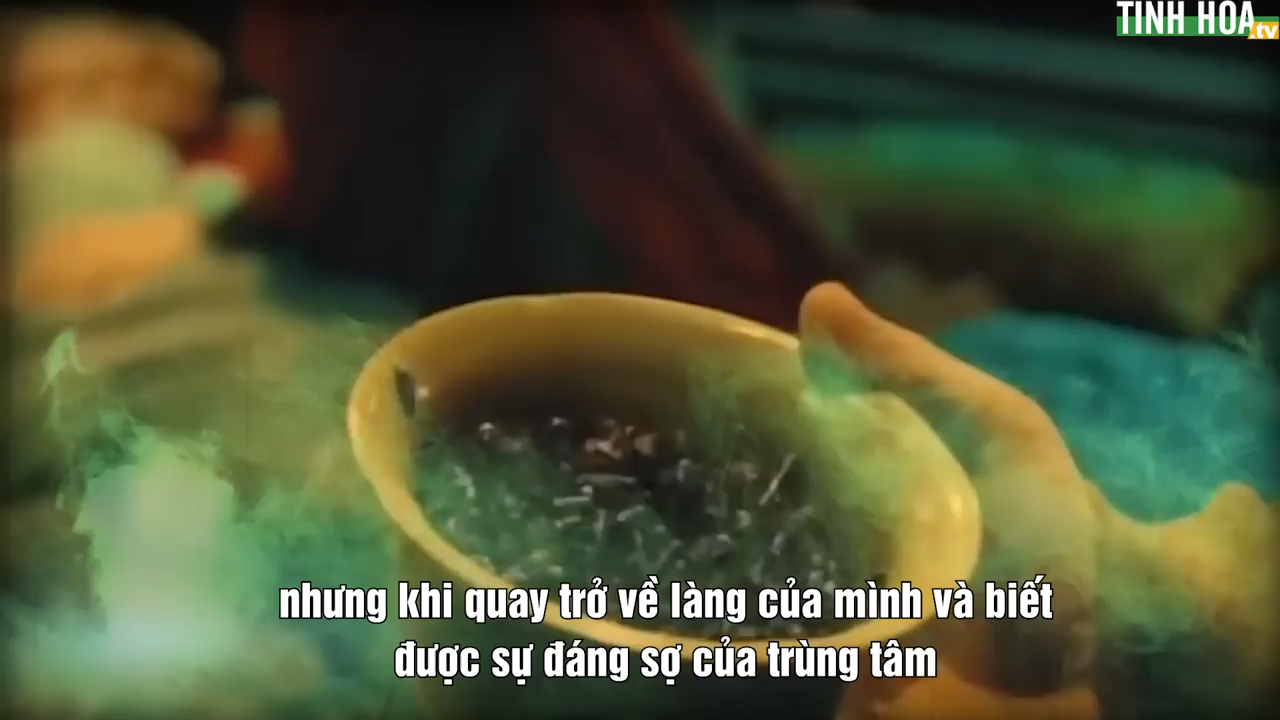 TINH HOA
.tv
nhưng khi quay trở về làng của mình và biết
được sự đáng sợ của trùng tâm